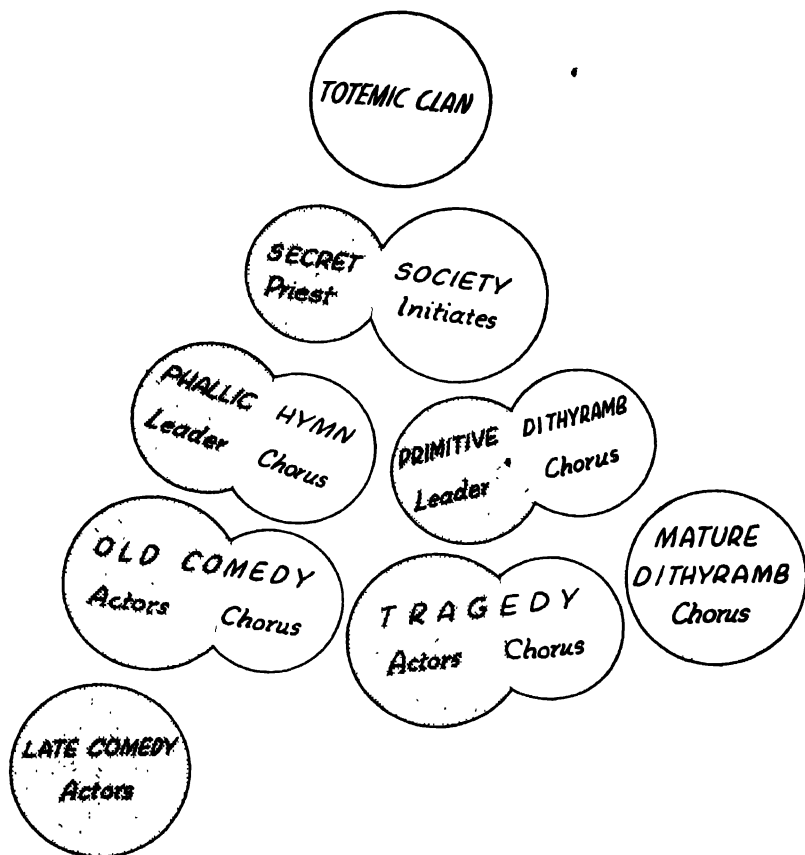 TOTEMIC CLAN
SECRET SOCIETY
Priest Initiates
PHALLIC HYMN
Leader Chorus
PRIMITIVE DITHYRAMB
Leader Chorus
OLD COMEDY
Actors Chorus
TRAGEDY
Actors Chorus
MATURE
DITHYRAMB
Chorus
LATE COMEDY
Actors